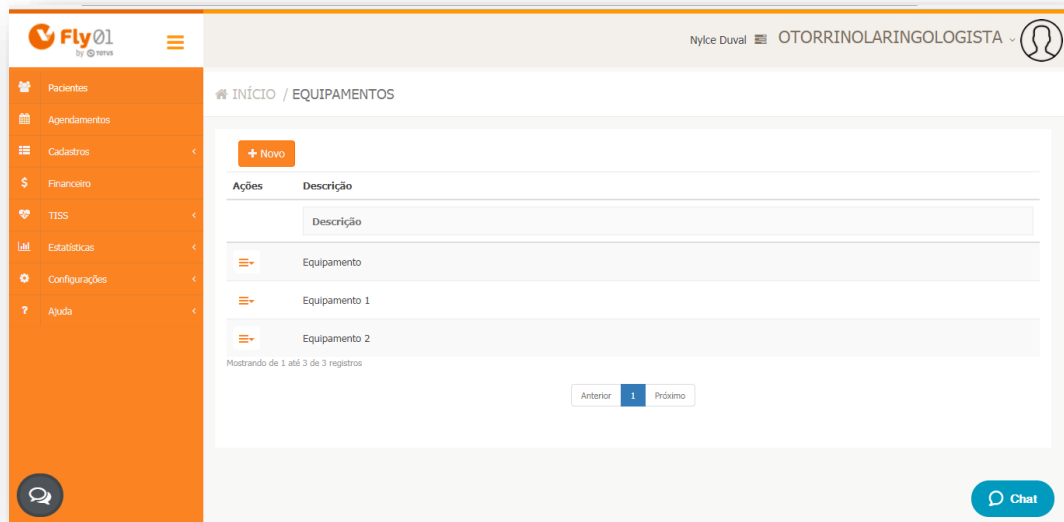 Fly01
by totvs
Nylce Duval OTORRINOLARINGOLOGISTA
Pacientes
Agendamentos
Cadastros
Financeiro
TISS
Estatísticas
Configurações
Ajuda
INÍCIO / EQUIPAMENTOS
+ Novo
Ações Descrição
Descrição
Equipamento
Equipamento 1
Equipamento 2
Mostrando de 1 até 3 de 3 registros
Anterior 1 Próximo
Chat